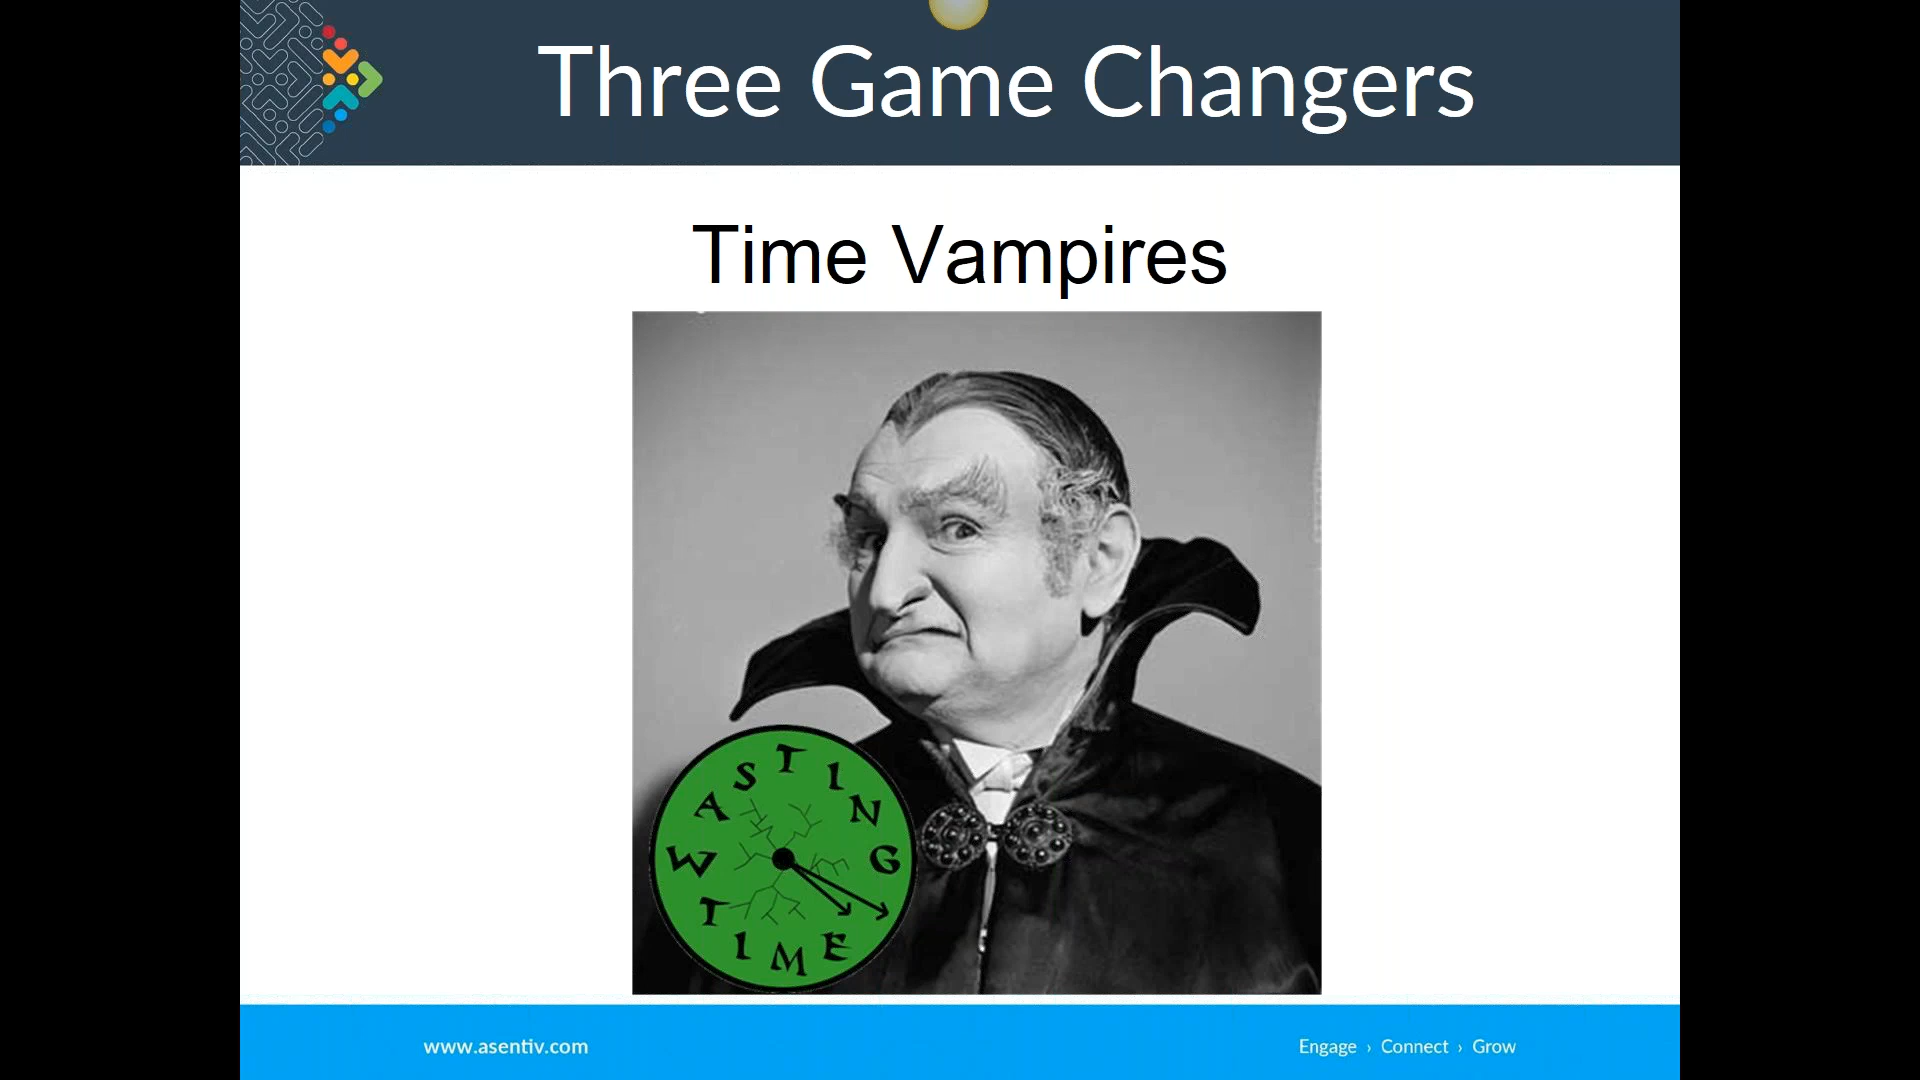 Three Game Changers
Time Vampires
WASTING
TIME
www.asentiv.com
Engage › Connect › Grow